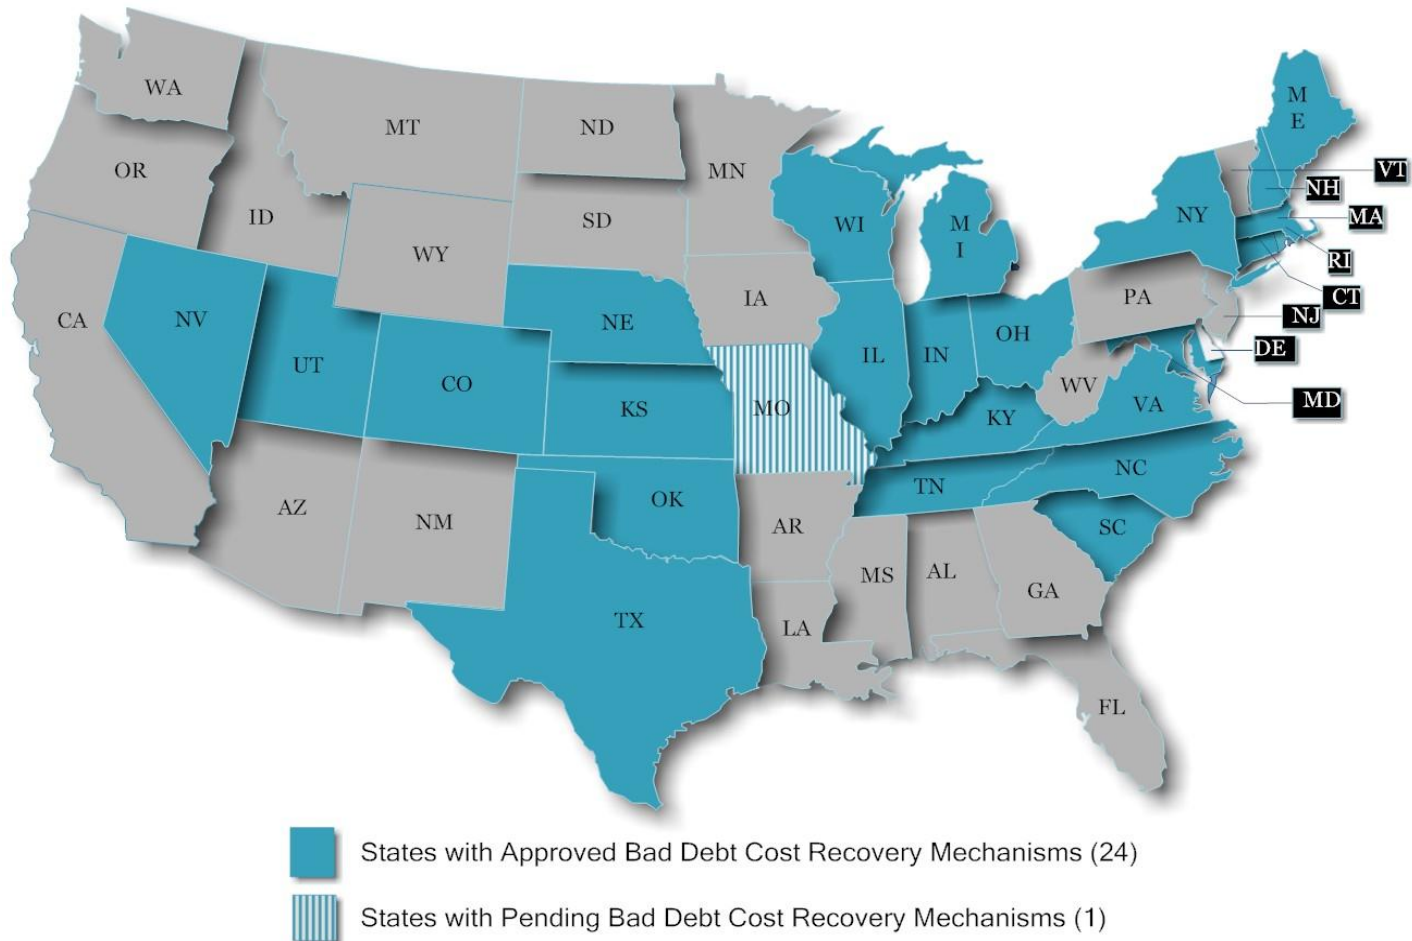 WA
MT
ND
MN
OR
ID
SD
WY
WI
M
I
NY
M
E
VT
NH
MA
RI
CT
NJ
DE
MD
CA
NV
UT
CO
NE
KS
IA
MO
IL
IN
OH
PA
WV
VA
KY
NC
TN
SC
AZ
NM
OK
AR
TX
LA
MS
AL
GA
FL
States with Approved Bad Debt Cost Recovery Mechanisms (24)
States with Pending Bad Debt Cost Recovery Mechanisms (1)